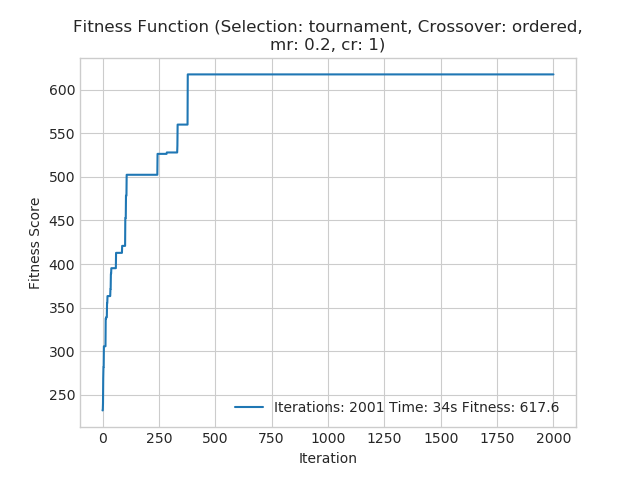 Fitness Function (Selection: tournament, Crossover: ordered,
mr: 0.2, cr: 1)
600
550
500
450
400
350
300
250
Fitness Score
Iterations: 2001 Time: 34s Fitness: 617.6
0 250 500 750 1000 1250 1500 1750 2000
Iteration